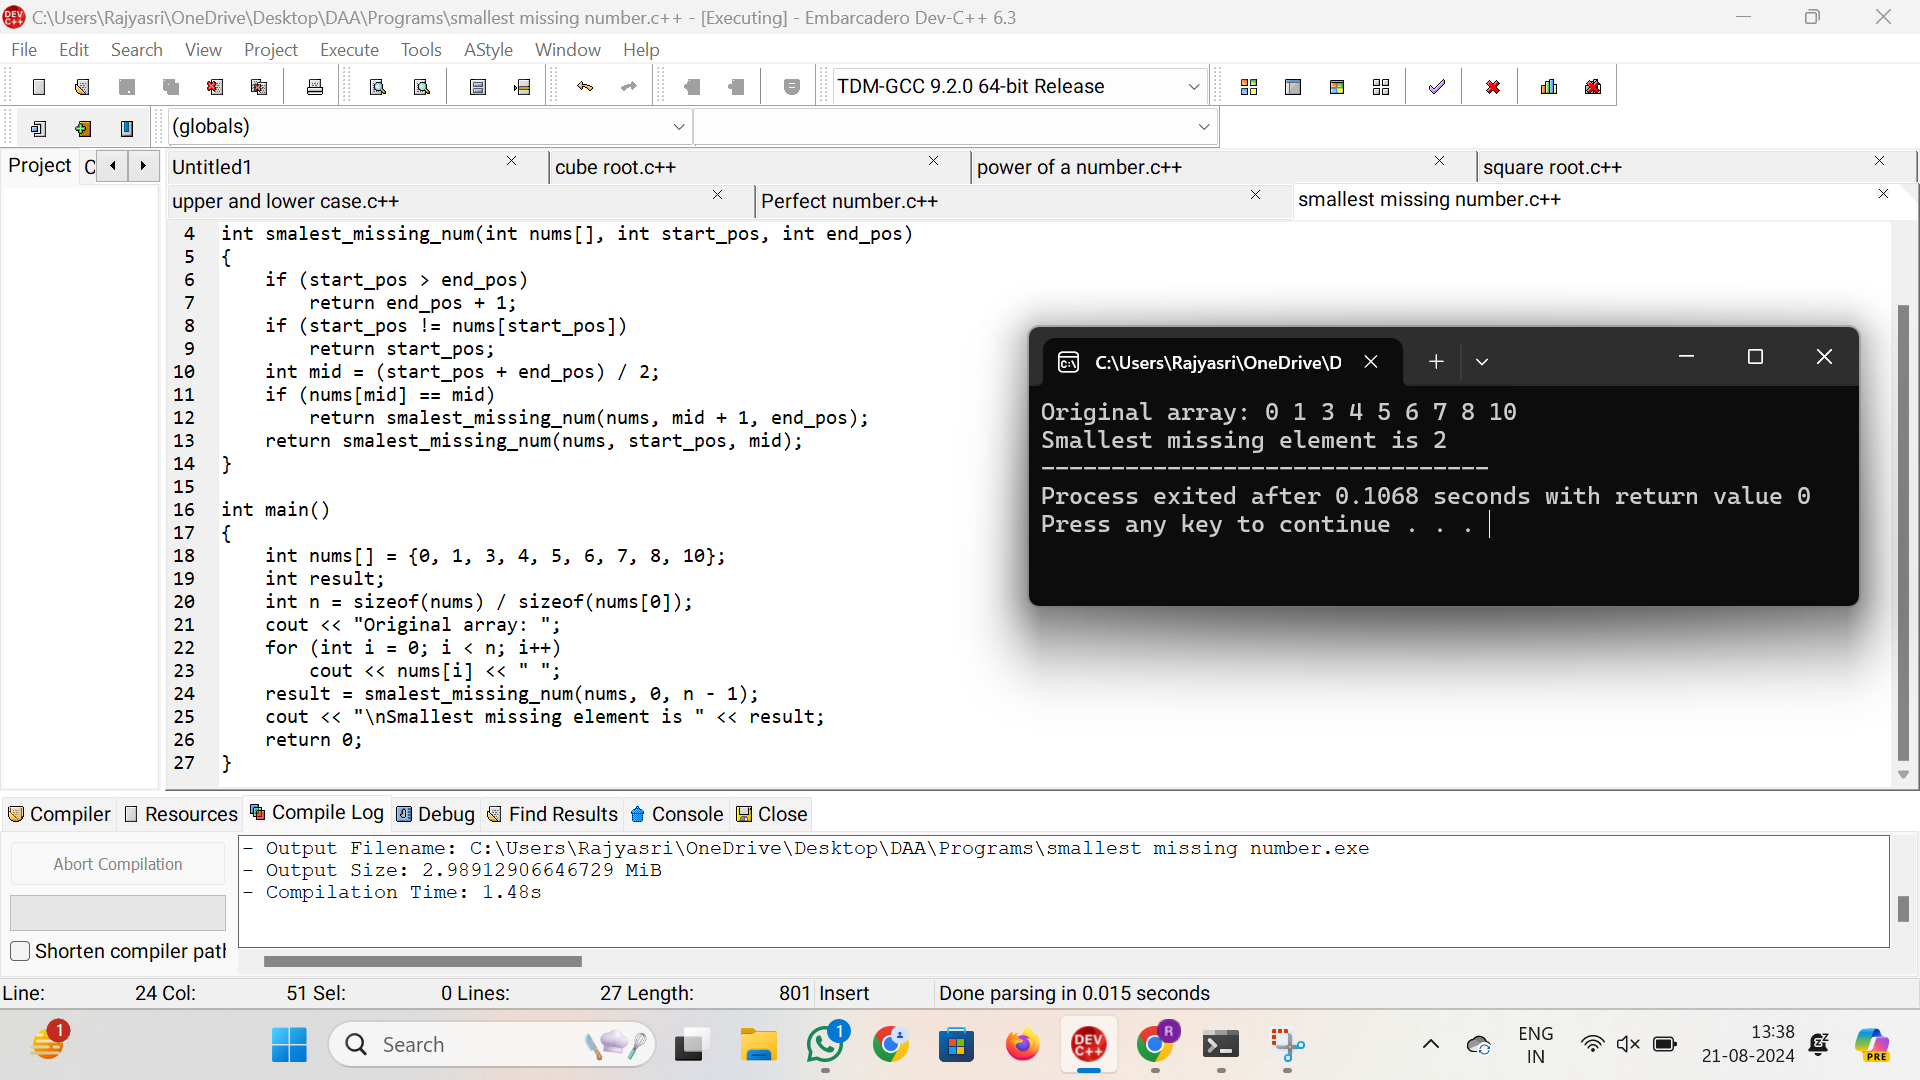 C:\Users\Rajyasri\OneDrive\Desktop\DAA\Programs\smallest missing number.c++ - [Executing] - Embarcadero Dev-C++ 6.3
File Edit Search View Project Execute Tools AStyle Window Help
TDM-GCC 9.2.0 64-bit Release
(globals)
Project C
Untitled1 cube root.c++ power of a number.c++ square root.c++
upper and lower case.c++ Perfect number.c++ smallest missing number.c++
4 int smalest_missing_num(int nums[], int start_pos, int end_pos)
5 {
6 if (start_pos > end_pos)
7 return end_pos + 1;
8 if (start_pos != nums[start_pos])
9 return start_pos;
10 int mid = (start_pos + end_pos) / 2;
11 if (nums[mid] == mid)
12 return smalest_missing_num(nums, mid + 1, end_pos);
13 return smalest_missing_num(nums, start_pos, mid);
14 }
15
16 int main()
17 {
18 int nums[] = {0, 1, 3, 4, 5, 6, 7, 8, 10};
19 int result;
20 int n = sizeof(nums) / sizeof(nums[0]);
21 cout << "Original array: ";
22 for (int i = 0; i < n; i++)
23 cout << nums[i] << " ";
24 result = smalest_missing_num(nums, 0, n - 1);
25 cout << "\nSmallest missing element is " << result;
26 return 0;
27 }
C:\Users\Rajyasri\OneDrive\D
Original array: 0 1 3 4 5 6 7 8 10
Smallest missing element is 2
--------------------------------
Process exited after 0.1068 seconds with return value 0
Press any key to continue . . .
Compiler Resources Compile Log Debug Find Results Console Close
Abort Compilation
Shorten compiler path
- Output Filename: C:\Users\Rajyasri\OneDrive\Desktop\DAA\Programs\smallest missing number.exe
- Output Size: 2.98912906646729 MiB
- Compilation Time: 1.48s
Line: 24 Col: 51 Sel: 0 Lines: 27 Length: 801 Insert Done parsing in 0.015 seconds
1
Search
1
DEV C++
R
ENG
IN
13:38
21-08-2024
PRE